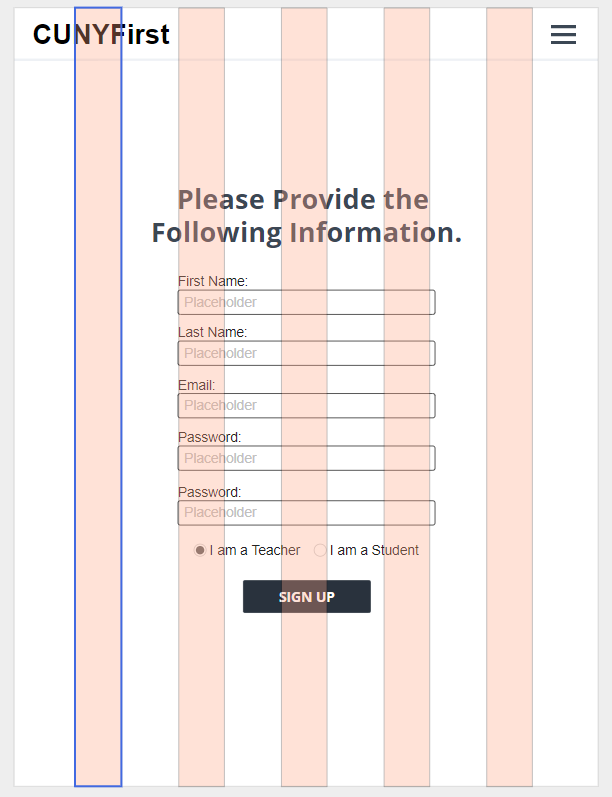 CUNYFirst
Please Provide the
Following Information.
First Name:
Placeholder
Last Name:
Placeholder
Email:
Placeholder
Password:
Placeholder
Password:
Placeholder
I am a Teacher I am a Student
SIGN UP